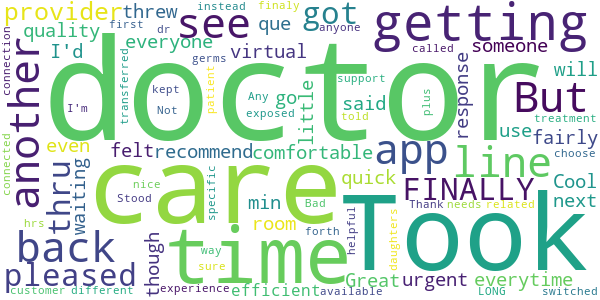 provider
threw
see
got
getting
connection
quality
I'd
everyone
que
virtual
someone
instead
finaly
first
dr
anyone
called
another
doctor
I'm
transferred
kept
Not
germs
patient
Any
exposed
go
little
support
said
told
plus
response
But
will
use
fairly
treatment
choose
connected
even
thru
waiting
felt
recommend
comfortable
app
line
FINALLY
care
Took
nice
Stood
specific
min
Bad
quick
room
forth
helpful
daughters
Thank
needs
related
Cool
next
back
pleased
though
time
way
sure
Great
urgent
everytime
hrs
customer
different
experience
efficient
available
LONG
switched